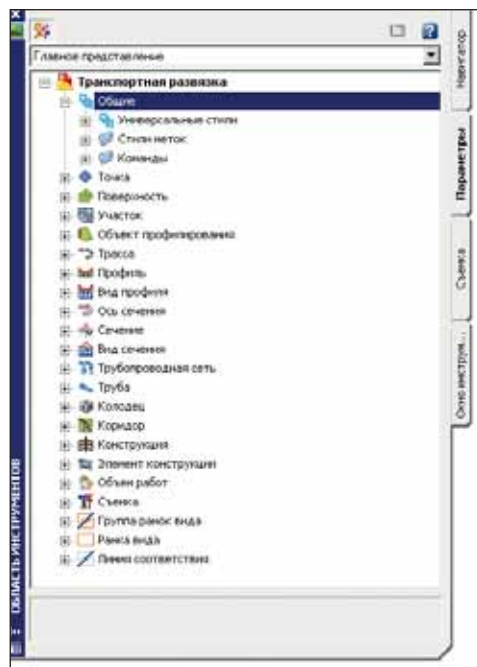 Главное представление
Транспортная развязка
Общие
Универсальные стили
Стили меток
Команды
Точка
Поверхность
Участок
Объект профилирования
Трасса
Профиль
Вид профиля
Ось сечения
Сечение
Вид сечения
Трубопроводная сеть
Труба
Колодец
Коридор
Конструкция
Элемент конструкции
Объем работ
Съемка
Группа рамок вида
Рамка вида
Линия соответствия
Навигатор
Параметры
Съемка
Окно инструм...
ОБЛАСТЬ ИНСТРУМЕНТОВ